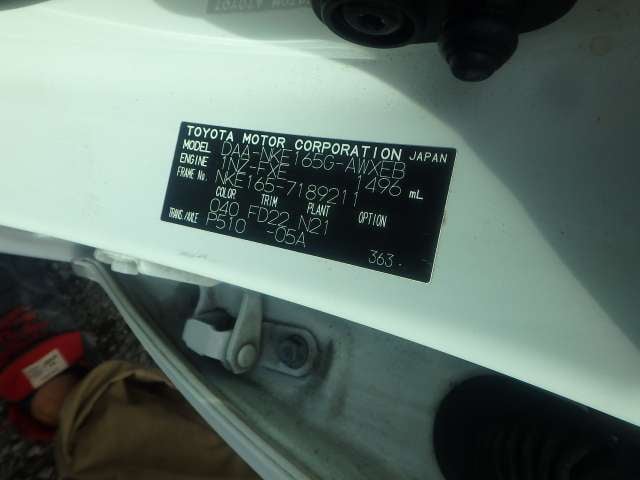 TOYOTA MOTOR CORPORATION JAPAN
MODEL DAA-NKE165G-AWXEB
ENGINE 1NZ-FXE 1496 mL
FRAME No. NKE165-7189211
COLOR TRIM PLANT OPTION
040 FD22 N21
TRANS./AXLE P510 -05A
363